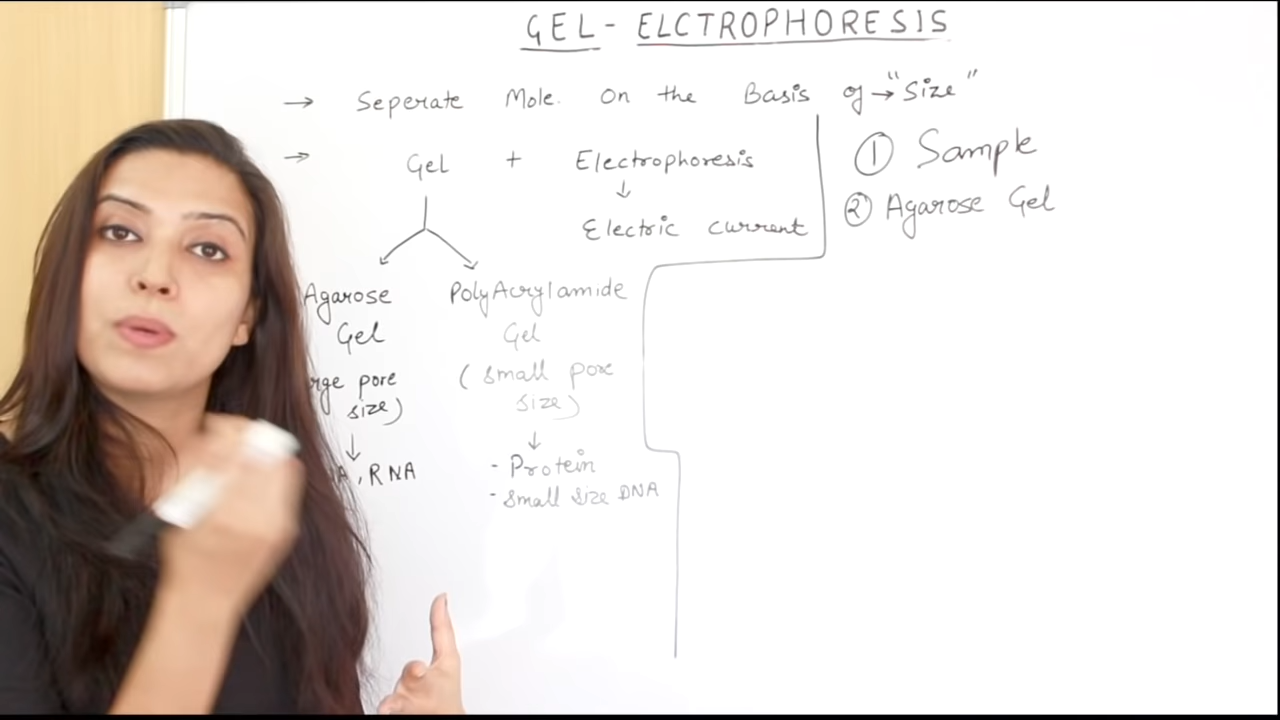 GEL - ELCTROPHORESIS
→ Seperate Mole. On the Basis of → "Size"
→ Gel + Electrophoresis
↓
Electric current
Agarose
Gel
size)
↓
, RNA
PolyAcrylamide
Gel
(small pore
size)
↓
- Protein
- Small Size DNA
① Sample
② Agarose Gel